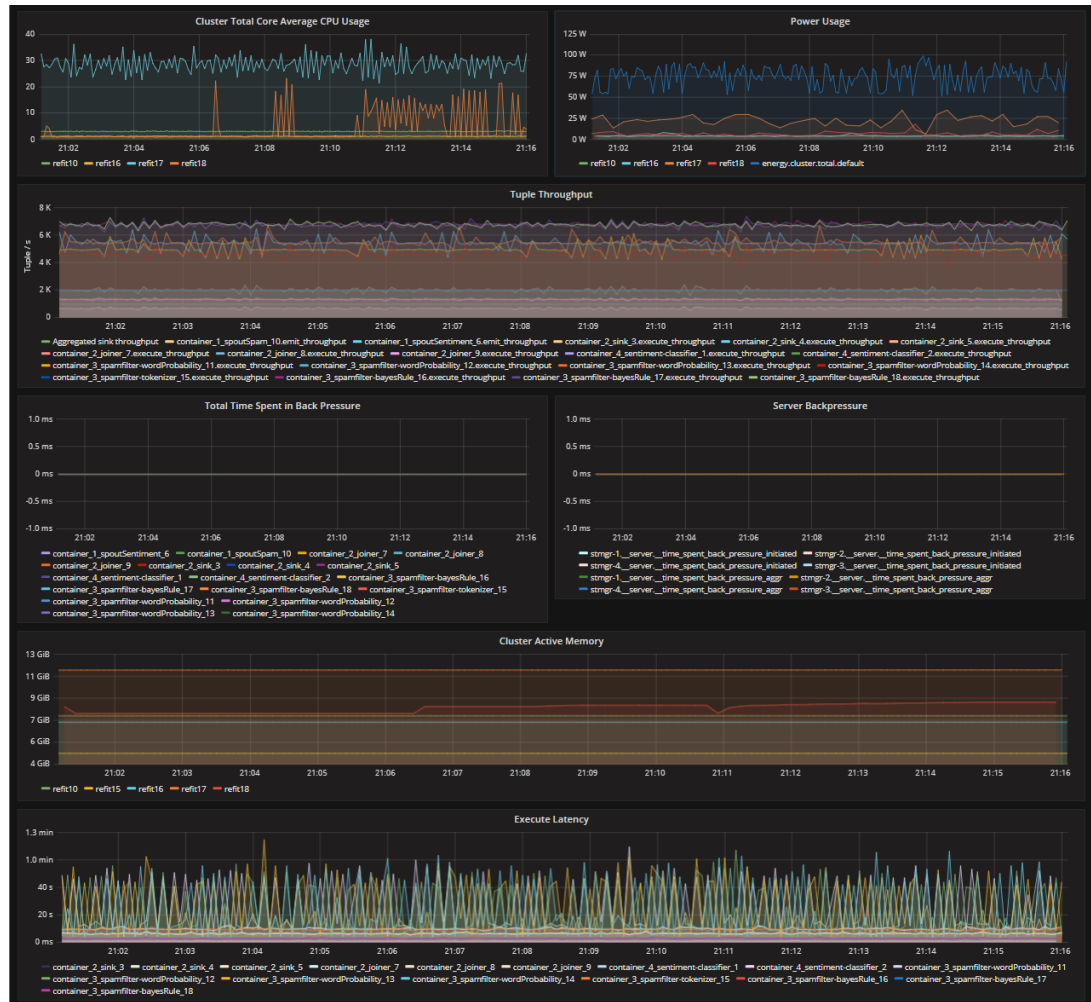 Cluster Total Core Average CPU Usage
40
30
20
10
0
21:02 21:04 21:06 21:08 21:10 21:12 21:14 21:16
refit10 refit16 refit17 refit18
Power Usage
125 W
100 W
75 W
50 W
25 W
0 W
21:02 21:04 21:06 21:08 21:10 21:12 21:14 21:16
refit10 refit16 refit17 refit18 energy.cluster.total.default
Tuple Throughput
Tuple / s
8 K
6 K
4 K
2 K
0
21:02 21:03 21:04 21:05 21:06 21:07 21:08 21:09 21:10 21:11 21:12 21:13 21:14 21:15 21:16
Aggregated sink throughput container_1_spoutSpam_10.emit_throughput container_1_spoutSentiment_6.emit_throughput container_2_sink_3.execute_throughput container_2_sink_4.execute_throughput container_2_sink_5.execute_throughput
container_2_joiner_7.execute_throughput container_2_joiner_8.execute_throughput container_2_joiner_9.execute_throughput container_4_sentiment-classifier_1.execute_throughput container_4_sentiment-classifier_2.execute_throughput
container_3_spamfilter-wordProbability_11.execute_throughput container_3_spamfilter-wordProbability_12.execute_throughput container_3_spamfilter-wordProbability_13.execute_throughput container_3_spamfilter-wordProbability_14.execute_throughput
container_3_spamfilter-tokenizer_15.execute_throughput container_3_spamfilter-bayesRule_16.execute_throughput container_3_spamfilter-bayesRule_17.execute_throughput container_3_spamfilter-bayesRule_18.execute_throughput
Total Time Spent in Back Pressure
1.0 ms
0.5 ms
0 ms
-0.5 ms
-1.0 ms
21:02 21:04 21:06 21:08 21:10 21:12 21:14 21:16
container_1_spoutSentiment_6 container_1_spoutSpam_10 container_2_joiner_7 container_2_joiner_8
container_2_joiner_9 container_2_sink_3 container_2_sink_4 container_2_sink_5
container_4_sentiment-classifier_1 container_4_sentiment-classifier_2 container_3_spamfilter-bayesRule_16
container_3_spamfilter-bayesRule_17 container_3_spamfilter-bayesRule_18 container_3_spamfilter-tokenizer_15
container_3_spamfilter-wordProbability_11 container_3_spamfilter-wordProbability_12
container_3_spamfilter-wordProbability_13 container_3_spamfilter-wordProbability_14
Server Backpressure
1.0 ms
0.5 ms
0 ms
-0.5 ms
-1.0 ms
21:02 21:04 21:06 21:08 21:10 21:12 21:14 21:16
stmgr-1.__server.__time_spent_back_pressure_initiated stmgr-2.__server.__time_spent_back_pressure_initiated
stmgr-4.__server.__time_spent_back_pressure_initiated stmgr-3.__server.__time_spent_back_pressure_initiated
stmgr-1.__server.__time_spent_back_pressure_aggr stmgr-2.__server.__time_spent_back_pressure_aggr
stmgr-4.__server.__time_spent_back_pressure_aggr stmgr-3.__server.__time_spent_back_pressure_aggr
Cluster Active Memory
13 GiB
11 GiB
9 GiB
7 GiB
6 GiB
4 GiB
21:02 21:03 21:04 21:05 21:06 21:07 21:08 21:09 21:10 21:11 21:12 21:13 21:14 21:15 21:16
refit10 refit15 refit16 refit17 refit18
Execute Latency
1.3 min
1.0 min
40 s
20 s
0 ms
21:02 21:03 21:04 21:05 21:06 21:07 21:08 21:09 21:10 21:11 21:12 21:13 21:14 21:15 21:16
container_2_sink_3 container_2_sink_4 container_2_sink_5 container_2_joiner_7 container_2_joiner_8 container_2_joiner_9 container_4_sentiment-classifier_1 container_4_sentiment-classifier_2 container_3_spamfilter-wordProbability_11
container_3_spamfilter-wordProbability_12 container_3_spamfilter-wordProbability_13 container_3_spamfilter-wordProbability_14 container_3_spamfilter-tokenizer_15 container_3_spamfilter-bayesRule_16 container_3_spamfilter-bayesRule_17
container_3_spamfilter-bayesRule_18